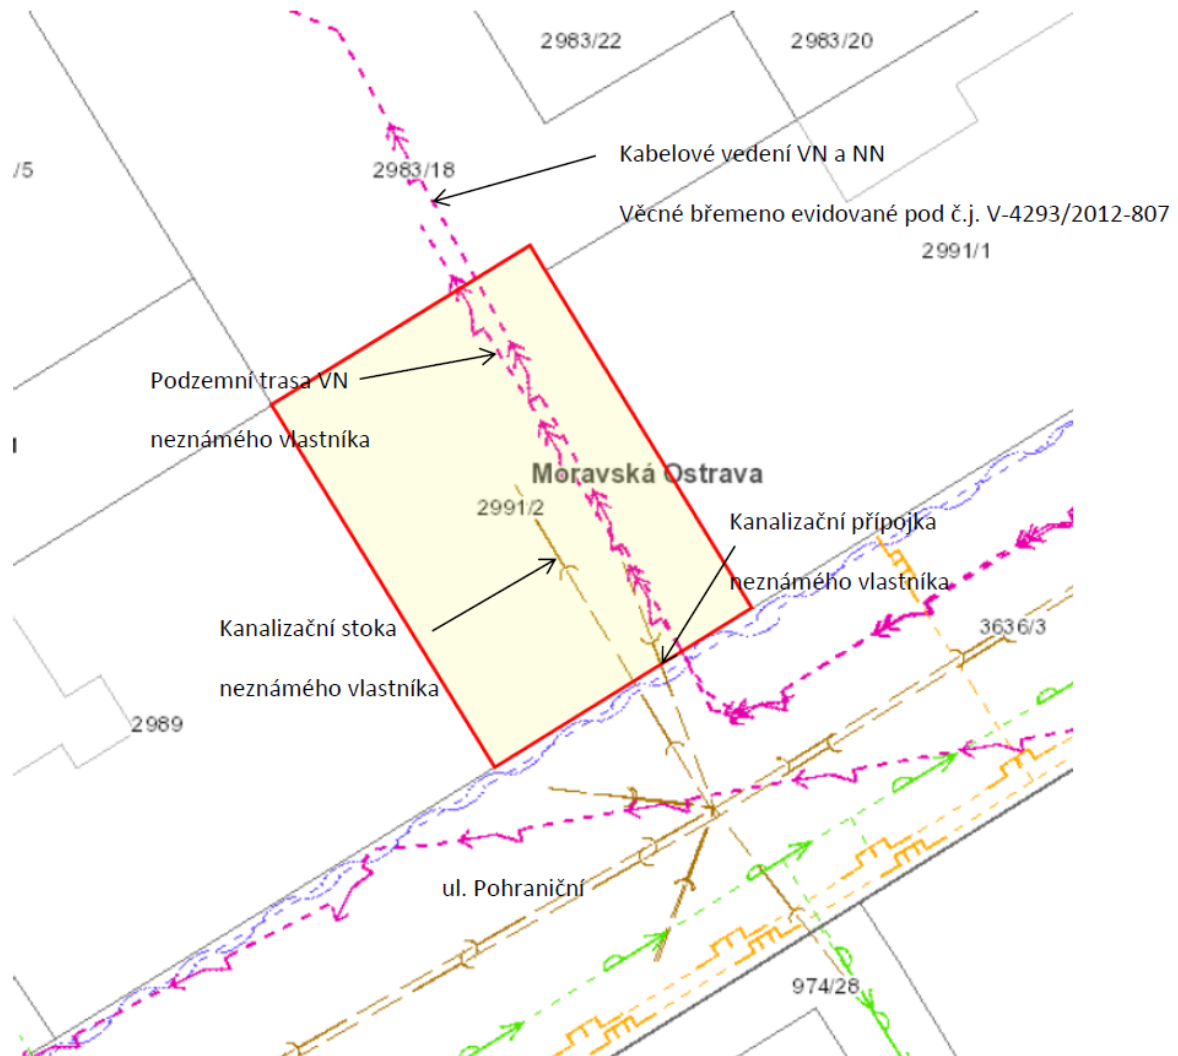 2983/22
2983/20
Kabelové vedení VN a NN
/5
2983/18
Věcné břemeno evidované pod č.j. V-4293/2012-807
2991/1
Podzemní trasa VN
neznámého vlastníka
Moravská Ostrava
2991/2
Kanalizační přípojka
neznámého vlastníka
Kanalizační stoka
neznámého vlastníka
3636/3
2989
ul. Pohraniční
974/28